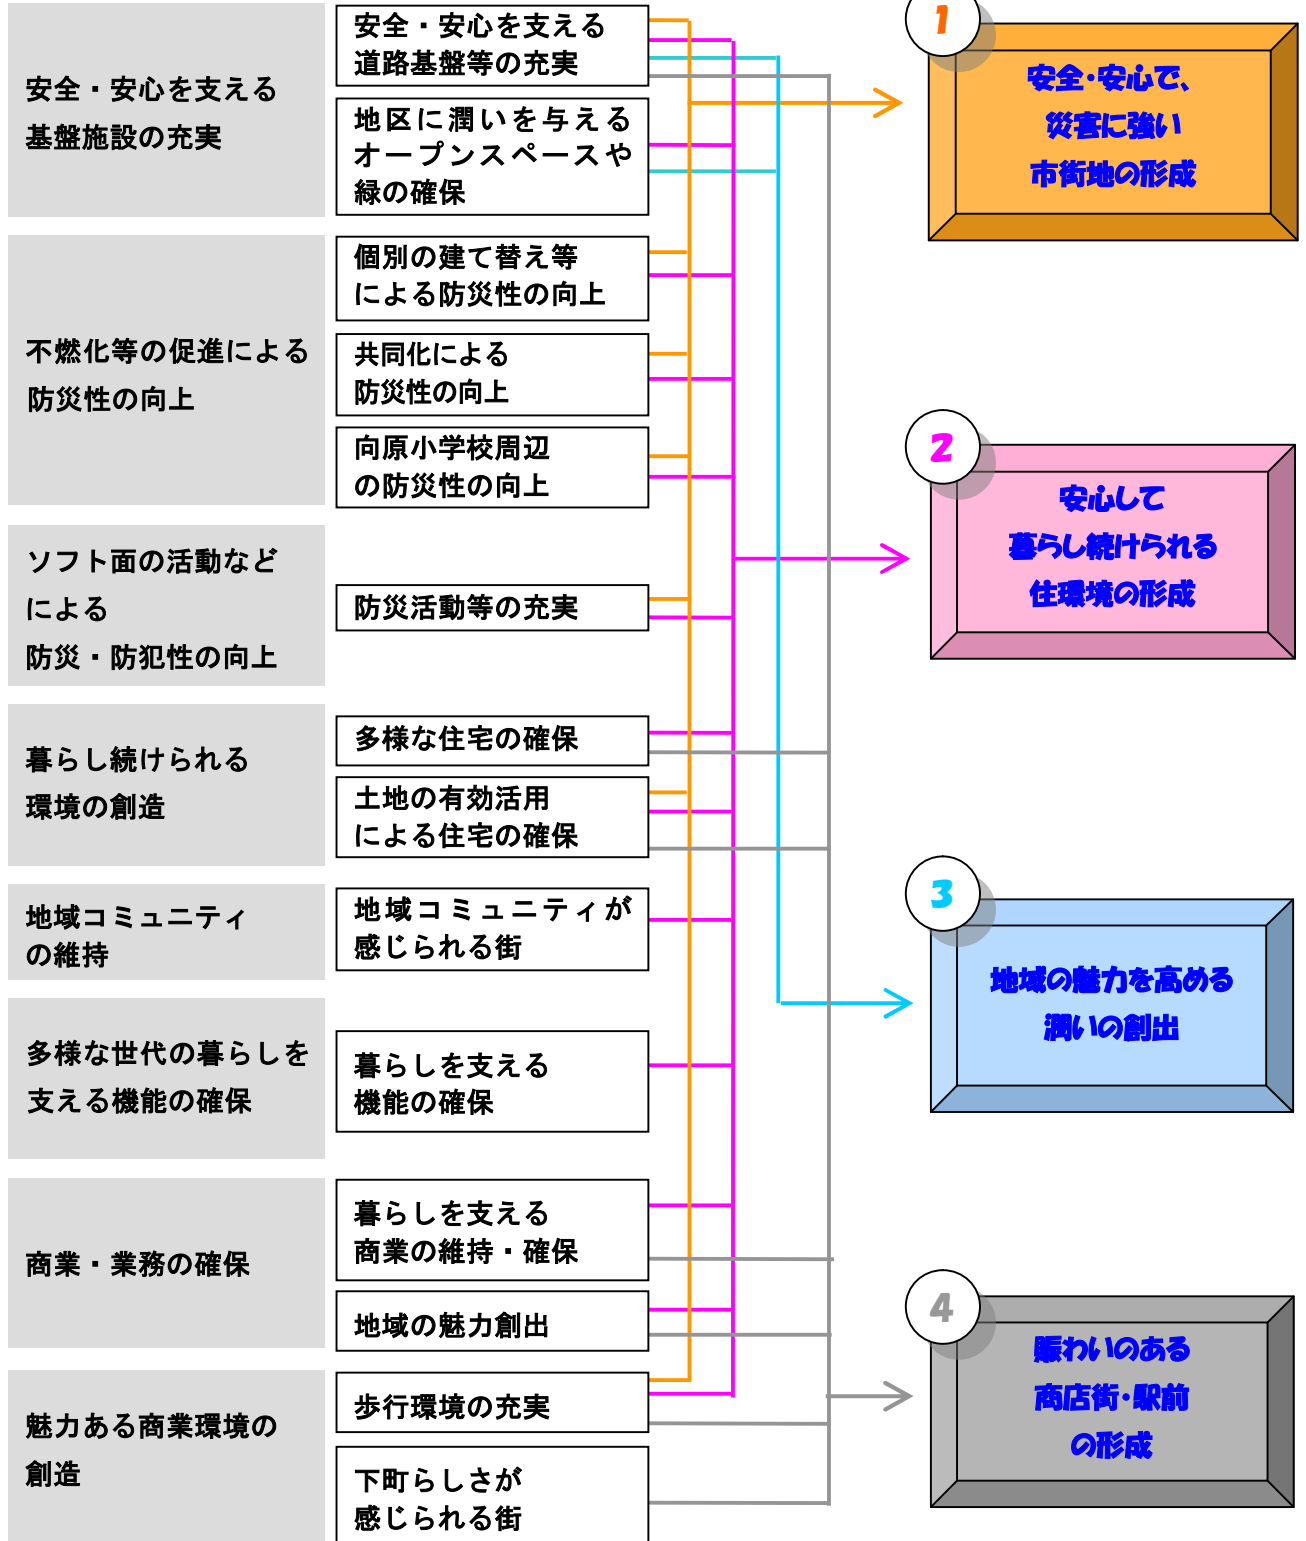 安全・安心を支える
基盤施設の充実
安全・安心を支える
道路基盤等の充実
地区に潤いを与える
オープンスペースや
緑の確保
不燃化等の促進による
防災性の向上
個別の建て替え等
による防災性の向上
共同化による
防災性の向上
向原小学校周辺
の防災性の向上
ソフト面の活動など
による
防災・防犯性の向上
防災活動等の充実
暮らし続けられる
環境の創造
多様な住宅の確保
土地の有効活用
による住宅の確保
地域コミュニティ
の維持
地域コミュニティが
感じられる街
多様な世代の暮らしを
支える機能の確保
暮らしを支える
機能の確保
商業・業務の確保
暮らしを支える
商業の維持・確保
地域の魅力創出
魅力ある商業環境の
創造
歩行環境の充実
下町らしさが
感じられる街
1
安全・安心で、
災害に強い
市街地の形成
2
安心して
暮らし続けられる
住環境の形成
3
地域の魅力を高める
潤いの創出
4
賑わいのある
商店街・駅前
の形成